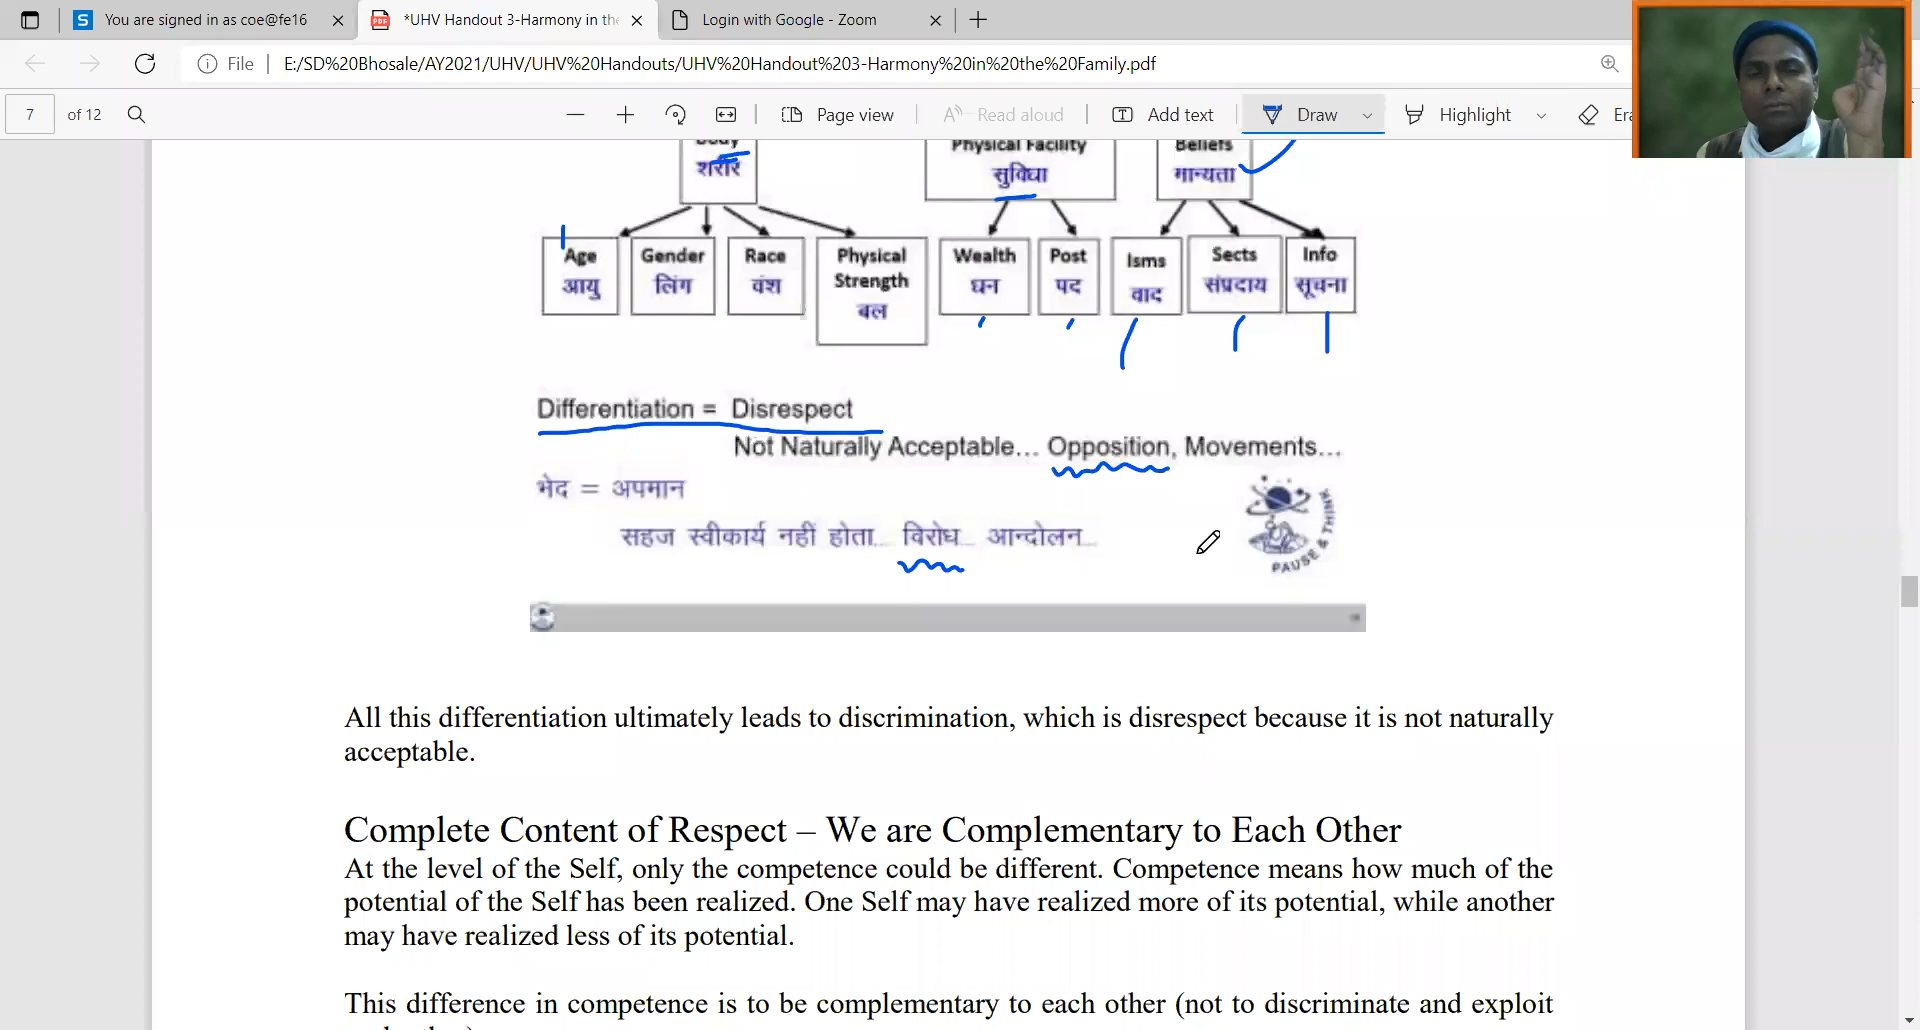 You are signed in as coe@fe16
*UHV Handout 3-Harmony in the
Login with Google - Zoom
File
E:/SD%20Bhosale/AY2021/UHV/UHV%20Handouts/UHV%20Handout%203-Harmony%20in%20the%20Family.pdf
7 of 12
Page view
Read aloud
Add text
Draw
Highlight
Era
Body
शरीर
Physical Facility
सुविधा
Beliefs
मान्यता
Age
आयु
Gender
लिंग
Race
वंश
Physical
Strength
बल
Wealth
धन
Post
पद
Isms
वाद
Sects
संप्रदाय
Info
सूचना
Differentiation = Disrespect
Not Naturally Acceptable... Opposition, Movements...
भेद = अपमान
सहज स्वीकार्य नहीं होता... विरोध... आन्दोलन...
PAUSE & THINK
All this differentiation ultimately leads to discrimination, which is disrespect because it is not naturally
acceptable.
Complete Content of Respect – We are Complementary to Each Other
At the level of the Self, only the competence could be different. Competence means how much of the
potential of the Self has been realized. One Self may have realized more of its potential, while another
may have realized less of its potential.
This difference in competence is to be complementary to each other (not to discriminate and exploit